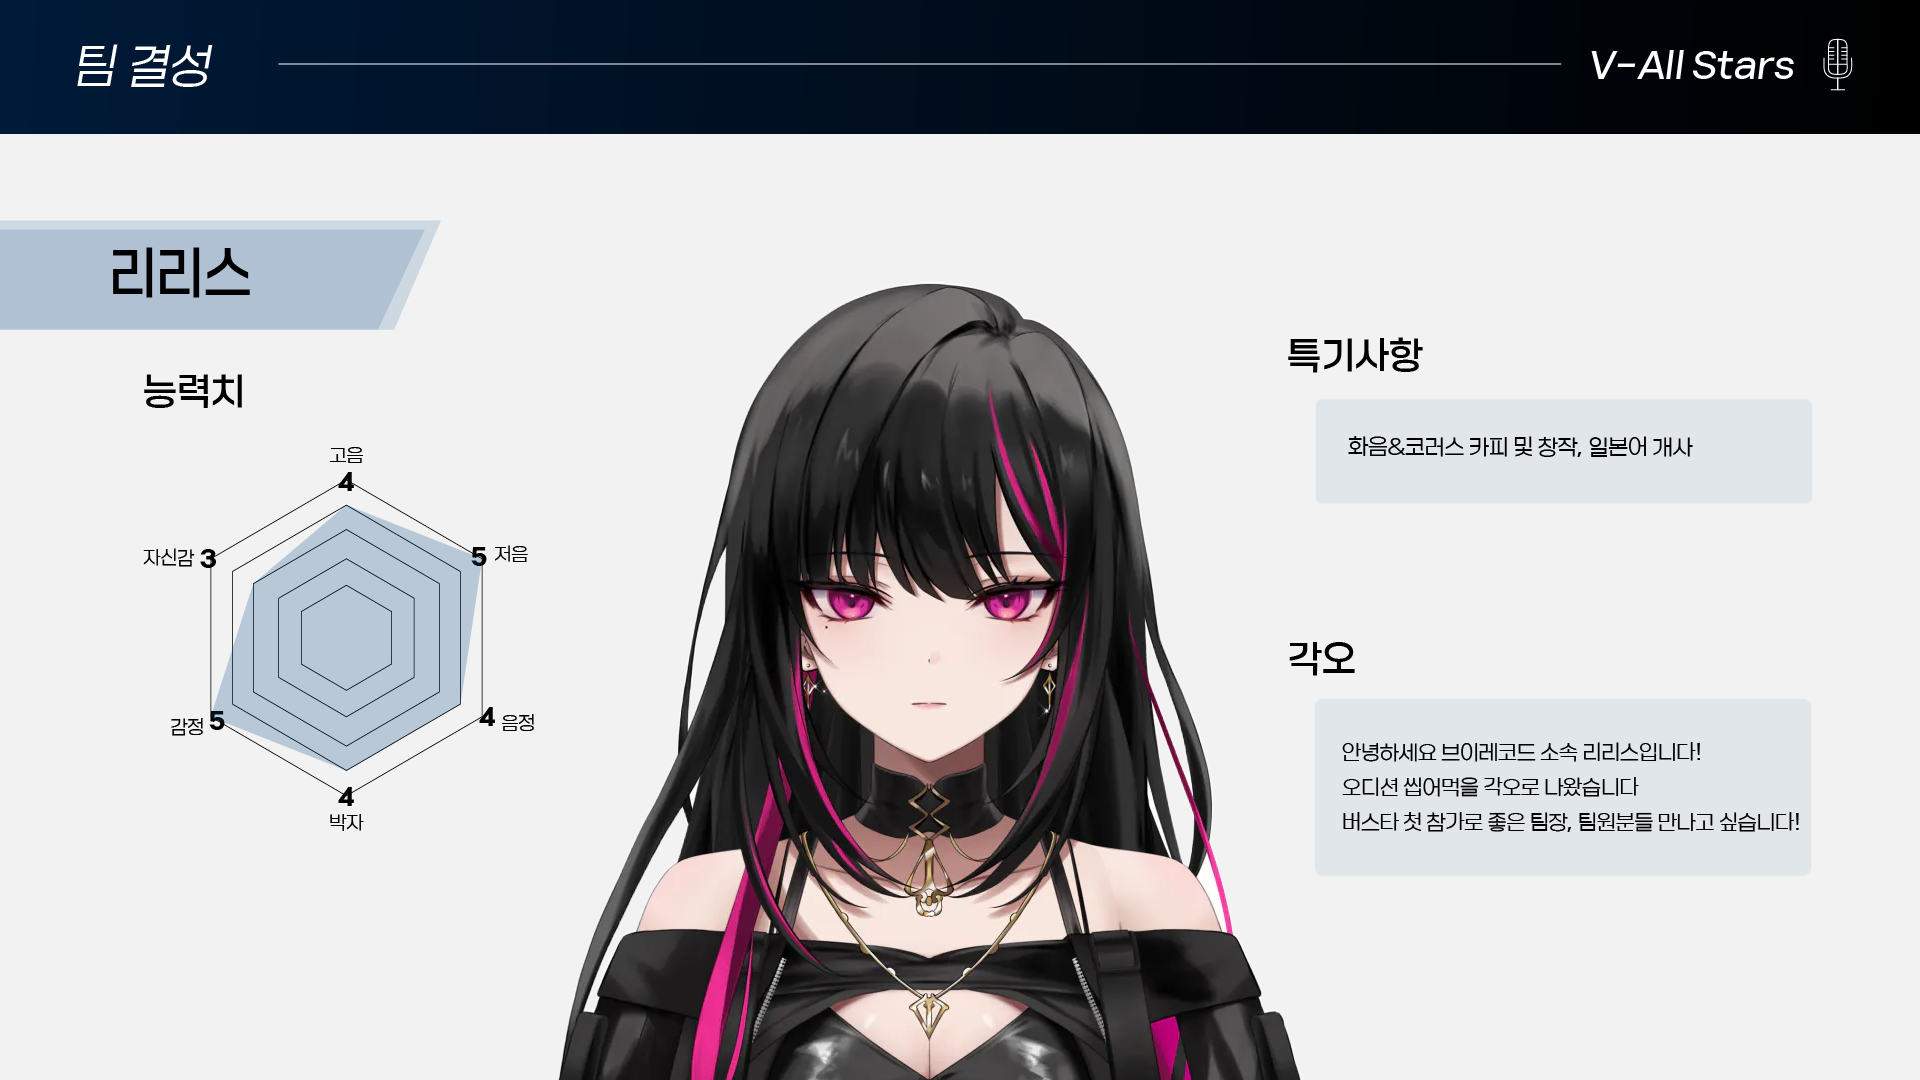 팀 결성
V-All Stars
리리스
능력치
고음
4
자신감 3
5 저음
감정 5
4 음정
4
박자
특기사항
화음&코러스 카피 및 창작, 일본어 개사
각오
안녕하세요 브이레코드 소속 리리스입니다!
오디션 씹어먹을 각오로 나왔습니다
버스타 첫 참가로 좋은 팀장, 팀원분들 만나고 싶습니다!